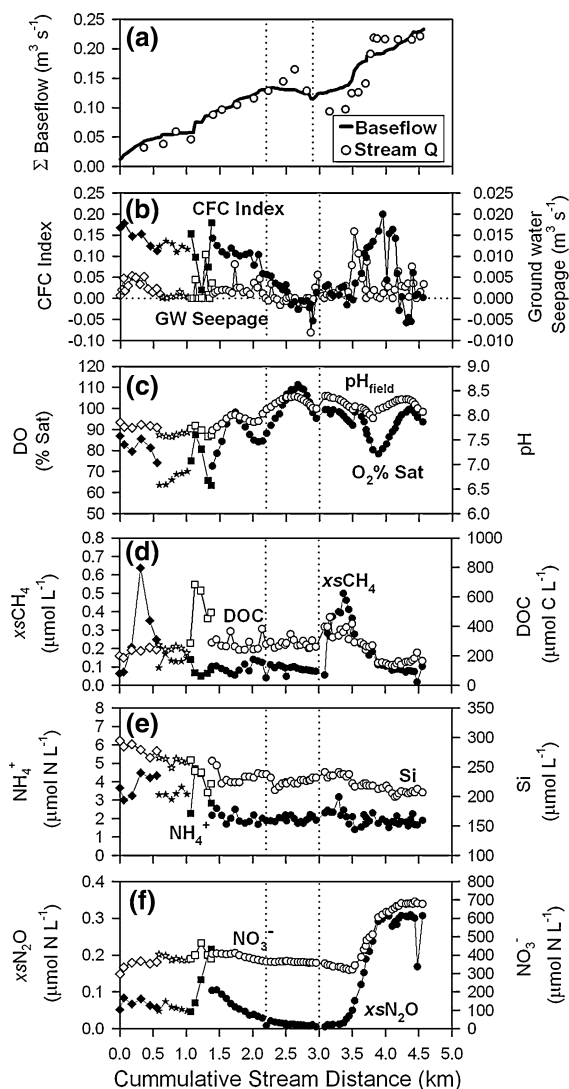 (a)
Σ Baseflow (m³ s⁻¹)
0.25
0.20
0.15
0.10
0.05
0.00
Baseflow
Stream Q
(b)
CFC Index
0.25
0.20
0.15
0.10
0.05
0.00
-0.05
-0.10
CFC Index
GW Seepage
0.025
0.020
0.015
0.010
0.005
0.000
-0.005
-0.010
Ground water
Seepage (m³ s⁻¹)
(c)
DO
(% Sat)
120
110
100
90
80
70
60
50
pHfield
O₂% Sat
9.0
8.5
8.0
7.5
7.0
6.5
6.0
pH
(d)
xsCH₄
(μmol L⁻¹)
0.8
0.7
0.6
0.5
0.4
0.3
0.2
0.1
0.0
DOC
xsCH₄
1000
800
600
400
200
0
DOC
(μmol C L⁻¹)
(e)
NH₄⁺
(μmol N L⁻¹)
8
7
6
5
4
3
2
1
0
NH₄⁺
Si
350
300
250
200
150
100
Si
(μmol L⁻¹)
(f)
xsN₂O
(μmol N L⁻¹)
0.4
0.3
0.2
0.1
0.0
NO₃⁻
xsN₂O
800
700
600
500
400
300
200
100
0
NO₃⁻
(μmol N L⁻¹)
0.0 0.5 1.0 1.5 2.0 2.5 3.0 3.5 4.0 4.5 5.0
Cummulative Stream Distance (km)